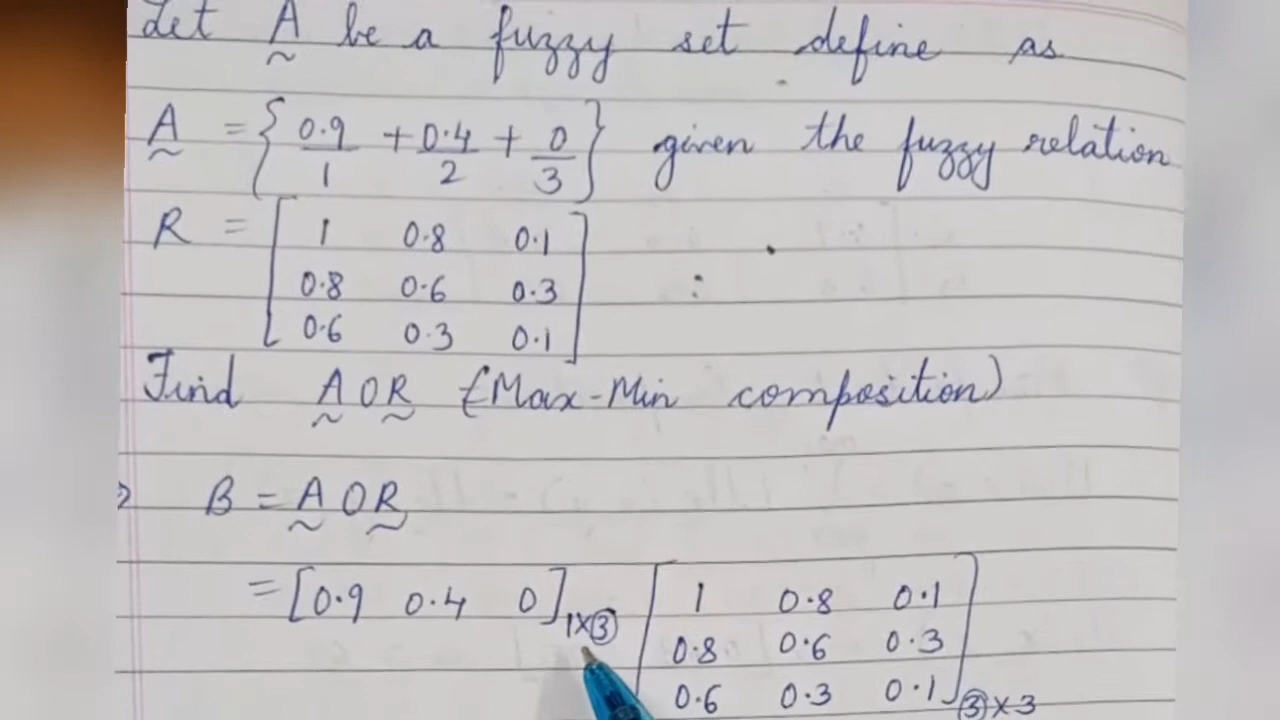 Let A be a fuzzy set define as
A = { 0.9/1 + 0.4/2 + 0/3 } given the fuzzy relation
R = [ 1 0.8 0.1
0.8 0.6 0.3
0.6 0.3 0.1 ]
Find A O R (Max-Min composition)
B = A O R
= [0.9 0.4 0] 1×3 [ 1 0.8 0.1
0.8 0.6 0.3
0.6 0.3 0.1 ] 3×3